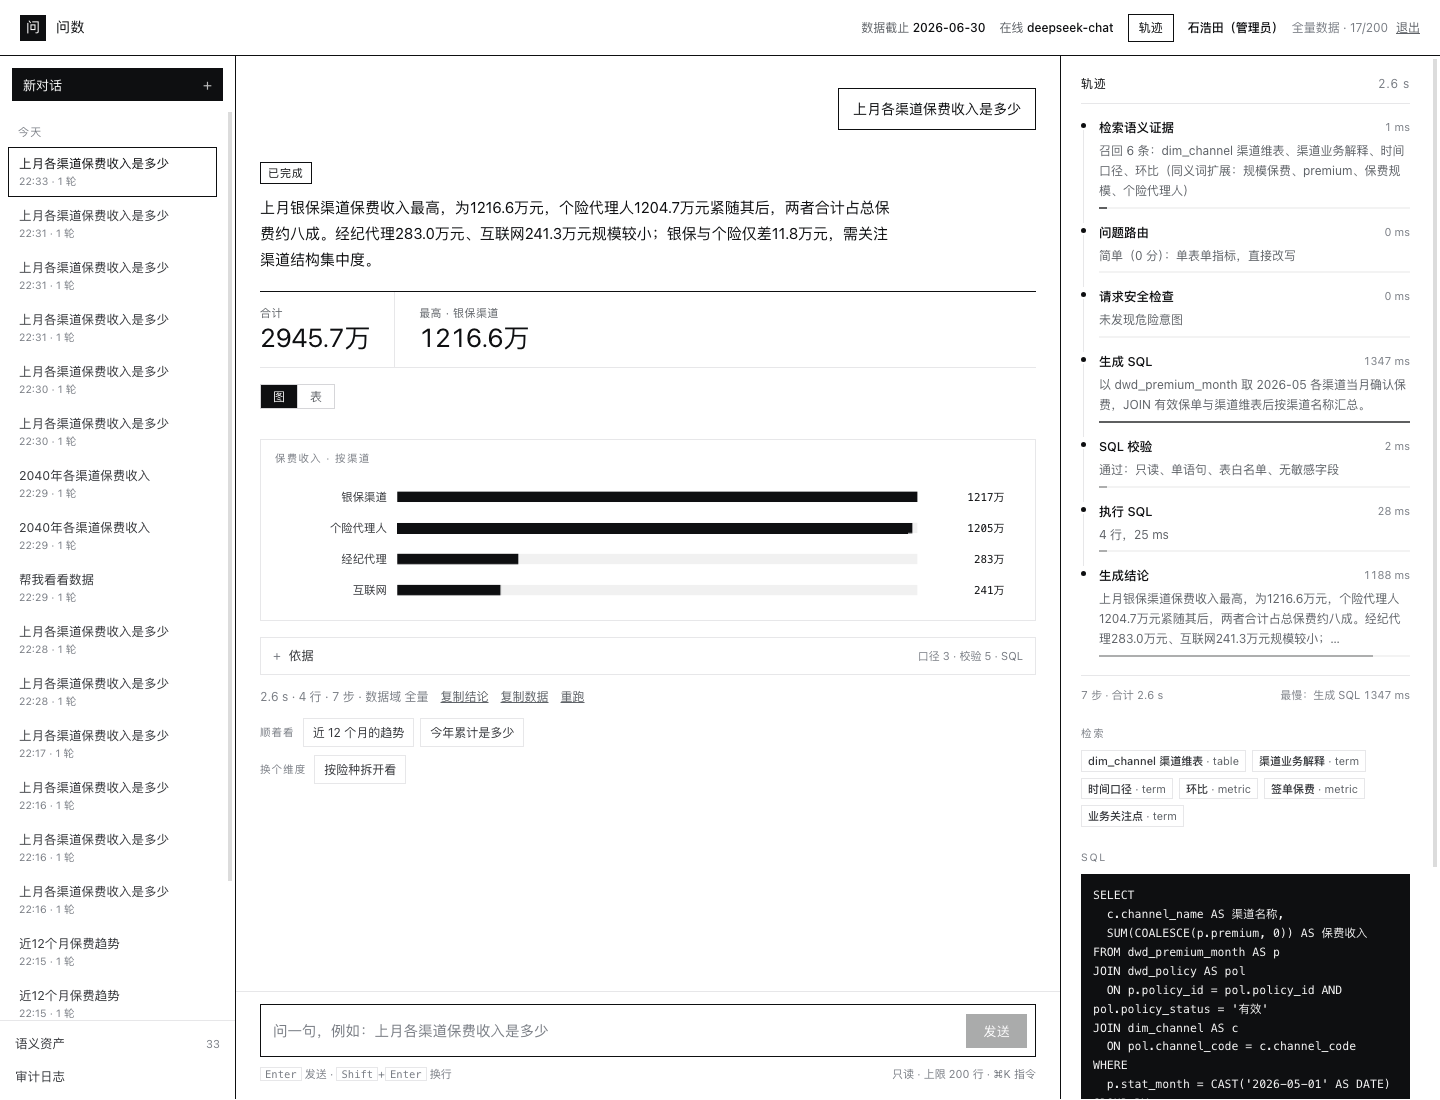 问 问数
数据截止 2026-06-30 在线 deepseek-chat 轨迹 石浩田（管理员） 全量数据 · 17/200 退出
新对话 +
今天
上月各渠道保费收入是多少
22:33 · 1 轮
上月各渠道保费收入是多少
22:31 · 1 轮
上月各渠道保费收入是多少
22:31 · 1 轮
上月各渠道保费收入是多少
22:31 · 1 轮
上月各渠道保费收入是多少
22:30 · 1 轮
上月各渠道保费收入是多少
22:30 · 1 轮
2040年各渠道保费收入
22:29 · 1 轮
2040年各渠道保费收入
22:29 · 1 轮
帮我看看数据
22:29 · 1 轮
上月各渠道保费收入是多少
22:28 · 1 轮
上月各渠道保费收入是多少
22:28 · 1 轮
上月各渠道保费收入是多少
22:17 · 1 轮
上月各渠道保费收入是多少
22:16 · 1 轮
上月各渠道保费收入是多少
22:16 · 1 轮
上月各渠道保费收入是多少
22:16 · 1 轮
近12个月保费趋势
22:15 · 1 轮
近12个月保费趋势
22:15 · 1 轮
语义资产 33
审计日志
上月各渠道保费收入是多少
已完成
上月银保渠道保费收入最高，为1216.6万元，个险代理人1204.7万元紧随其后，两者合计占总保
费约八成。经纪代理283.0万元、互联网241.3万元规模较小；银保与个险仅差11.8万元，需关注
渠道结构集中度。
合计
2945.7万
最高 · 银保渠道
1216.6万
图 表
保费收入 · 按渠道
银保渠道 1217万
个险代理人 1205万
经纪代理 283万
互联网 241万
+ 依据 口径 3 · 校验 5 · SQL
2.6 s · 4 行 · 7 步 · 数据域 全量 复制结论 复制数据 重跑
顺着看 近 12 个月的趋势 今年累计是多少
换个维度 按险种拆开看
问一句，例如：上月各渠道保费收入是多少 发送
Enter 发送 · Shift+Enter 换行 只读 · 上限 200 行 · ⌘K 指令
轨迹 2.6 s
检索语义证据 1 ms
召回 6 条：dim_channel 渠道维表、渠道业务解释、时间
口径、环比（同义词扩展：规模保费、premium、保费规
模、个险代理人）
问题路由 0 ms
简单（0 分）：单表单指标，直接改写
请求安全检查 0 ms
未发现危险意图
生成 SQL 1347 ms
以 dwd_premium_month 取 2026-05 各渠道当月确认保
费，JOIN 有效保单与渠道维表后按渠道名称汇总。
SQL 校验 2 ms
通过：只读、单语句、表白名单、无敏感字段
执行 SQL 28 ms
4 行，25 ms
生成结论 1188 ms
上月银保渠道保费收入最高，为1216.6万元，个险代理人
1204.7万元紧随其后，两者合计占总保费约八成。经纪代
理283.0万元、互联网241.3万元规模较小；...
7 步 · 合计 2.6 s 最慢：生成 SQL 1347 ms
检索
dim_channel 渠道维表 · table 渠道业务解释 · term
时间口径 · term 环比 · metric 签单保费 · metric
业务关注点 · term
SQL
SELECT
c.channel_name AS 渠道名称,
SUM(COALESCE(p.premium, 0)) AS 保费收入
FROM dwd_premium_month AS p
JOIN dwd_policy AS pol
ON p.policy_id = pol.policy_id AND
pol.policy_status = '有效'
JOIN dim_channel AS c
ON pol.channel_code = c.channel_code
WHERE
p.stat_month = CAST('2026-05-01' AS DATE)